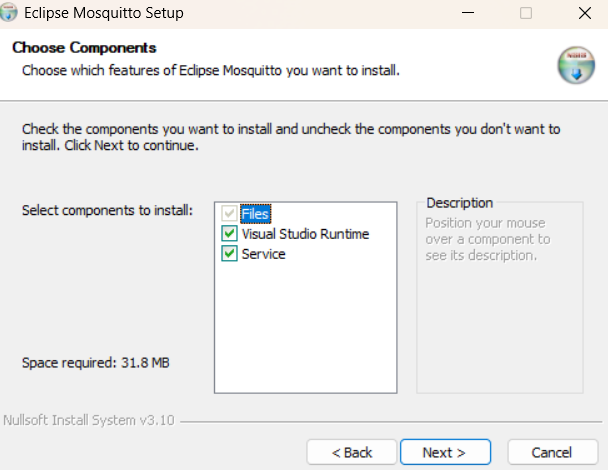 Eclipse Mosquitto Setup
Choose Components
Choose which features of Eclipse Mosquitto you want to install.
Check the components you want to install and uncheck the components you don't want to
install. Click Next to continue.
Select components to install:
Files
Visual Studio Runtime
Service
Description
Position your mouse
over a component to
see its description.
Space required: 31.8 MB
Nullsoft Install System v3.10
< Back
Next >
Cancel